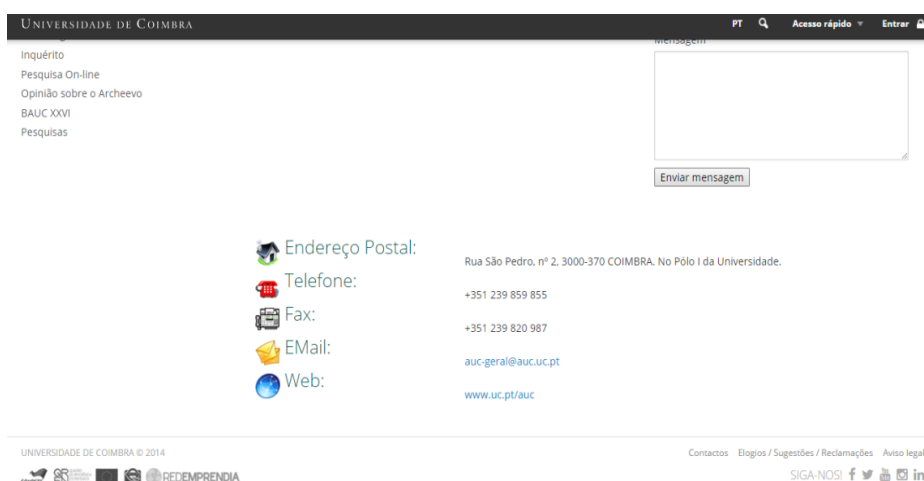 UNIVERSIDADE DE COIMBRA
PT Acesso rápido Entrar
Mensagem
Inquérito
Pesquisa On-line
Opinião sobre o Archeevo
BAUC XXVI
Pesquisas
Enviar mensagem
Endereço Postal:
Rua São Pedro, nº 2, 3000-370 COIMBRA. No Pólo I da Universidade.
Telefone:
+351 239 859 855
Fax:
+351 239 820 987
EMail:
auc-geral@auc.uc.pt
Web:
www.uc.pt/auc
UNIVERSIDADE DE COIMBRA © 2014
Contactos Elogios / Sugestões / Reclamações Aviso legal
REDEMPRENDIA
SIGA-NOS!